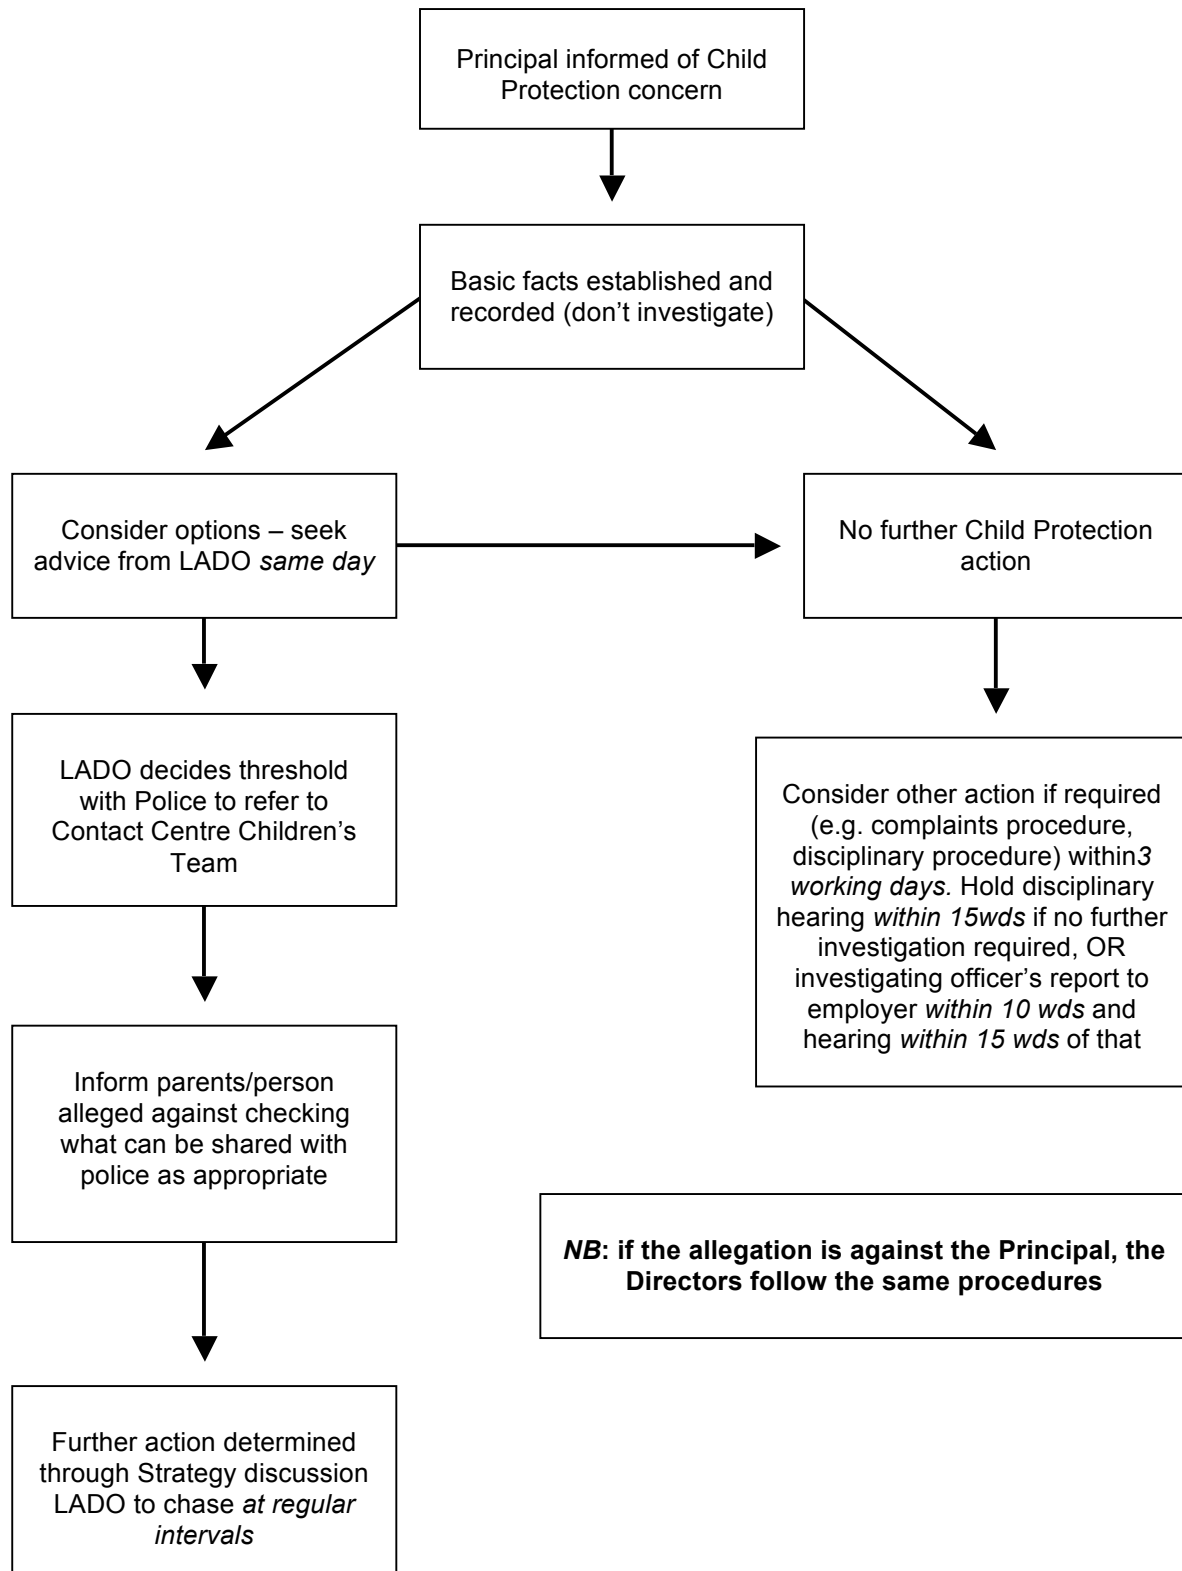 Principal informed of Child
Protection concern
Basic facts established and
recorded (don’t investigate)
Consider options – seek
advice from LADO same day
No further Child Protection
action
LADO decides threshold
with Police to refer to
Contact Centre Children’s
Team
Consider other action if required
(e.g. complaints procedure,
disciplinary procedure) within3
working days. Hold disciplinary
hearing within 15wds if no further
investigation required, OR
investigating officer’s report to
employer within 10 wds and
hearing within 15 wds of that
Inform parents/person
alleged against checking
what can be shared with
police as appropriate
NB: if the allegation is against the Principal, the
Directors follow the same procedures
Further action determined
through Strategy discussion
LADO to chase at regular
intervals